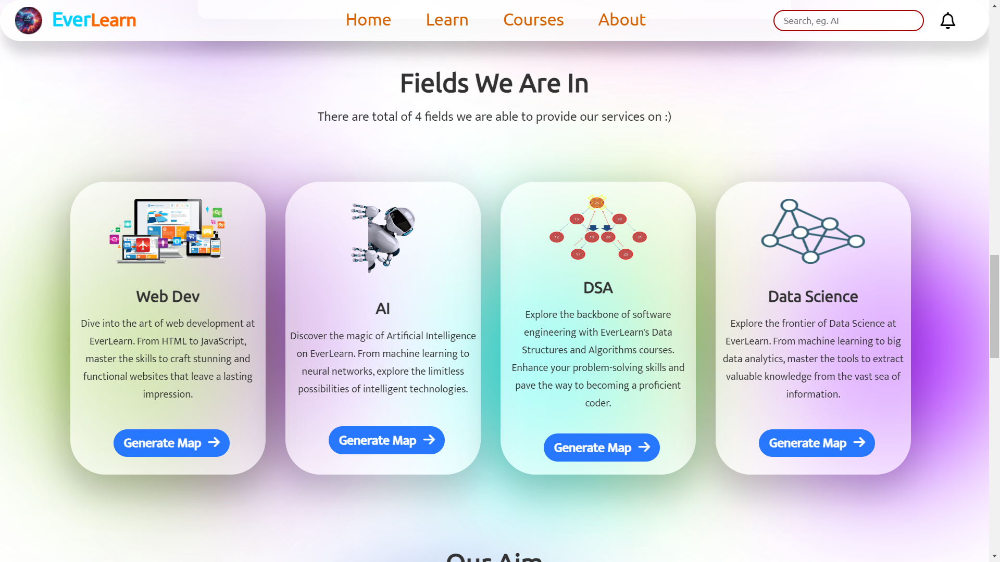 EverLearn
Home Learn Courses About
Search, eg. AI
Fields We Are In
There are total of 4 fields we are able to provide our services on :)
WELCOME
Web Dev
Dive into the art of web development at
EverLearn. From HTML to JavaScript,
master the skills to craft stunning and
functional websites that leave a lasting
impression.
Generate Map
AI
Discover the magic of Artificial Intelligence
on EverLearn. From machine learning to
neural networks, explore the limitless
possibilities of intelligent technologies.
Generate Map
25
15 30
12 19 28 31
17 29
DSA
Explore the backbone of software
engineering with EverLearn's Data
Structures and Algorithms courses.
Enhance your problem-solving skills and
pave the way to becoming a proficient
coder.
Generate Map
Data Science
Explore the frontier of Data Science at
EverLearn. From machine learning to big
data analytics, master the tools to extract
valuable knowledge from the vast sea of
information.
Generate Map
Our Aim